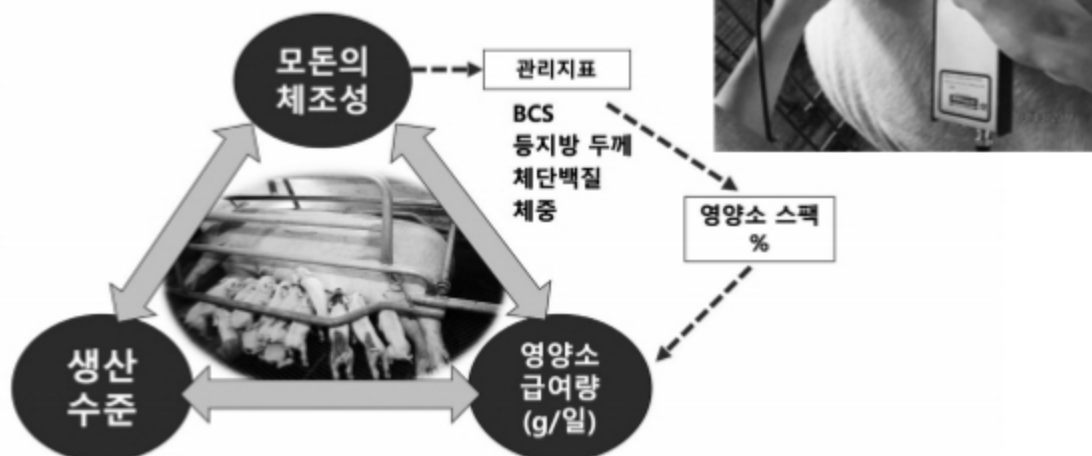 모돈의
체조성
관리지표
BCS
등지방 두께
체단백질
체중
영양소 스팩
%
생산
수준
영양소
급여량
(g/일)